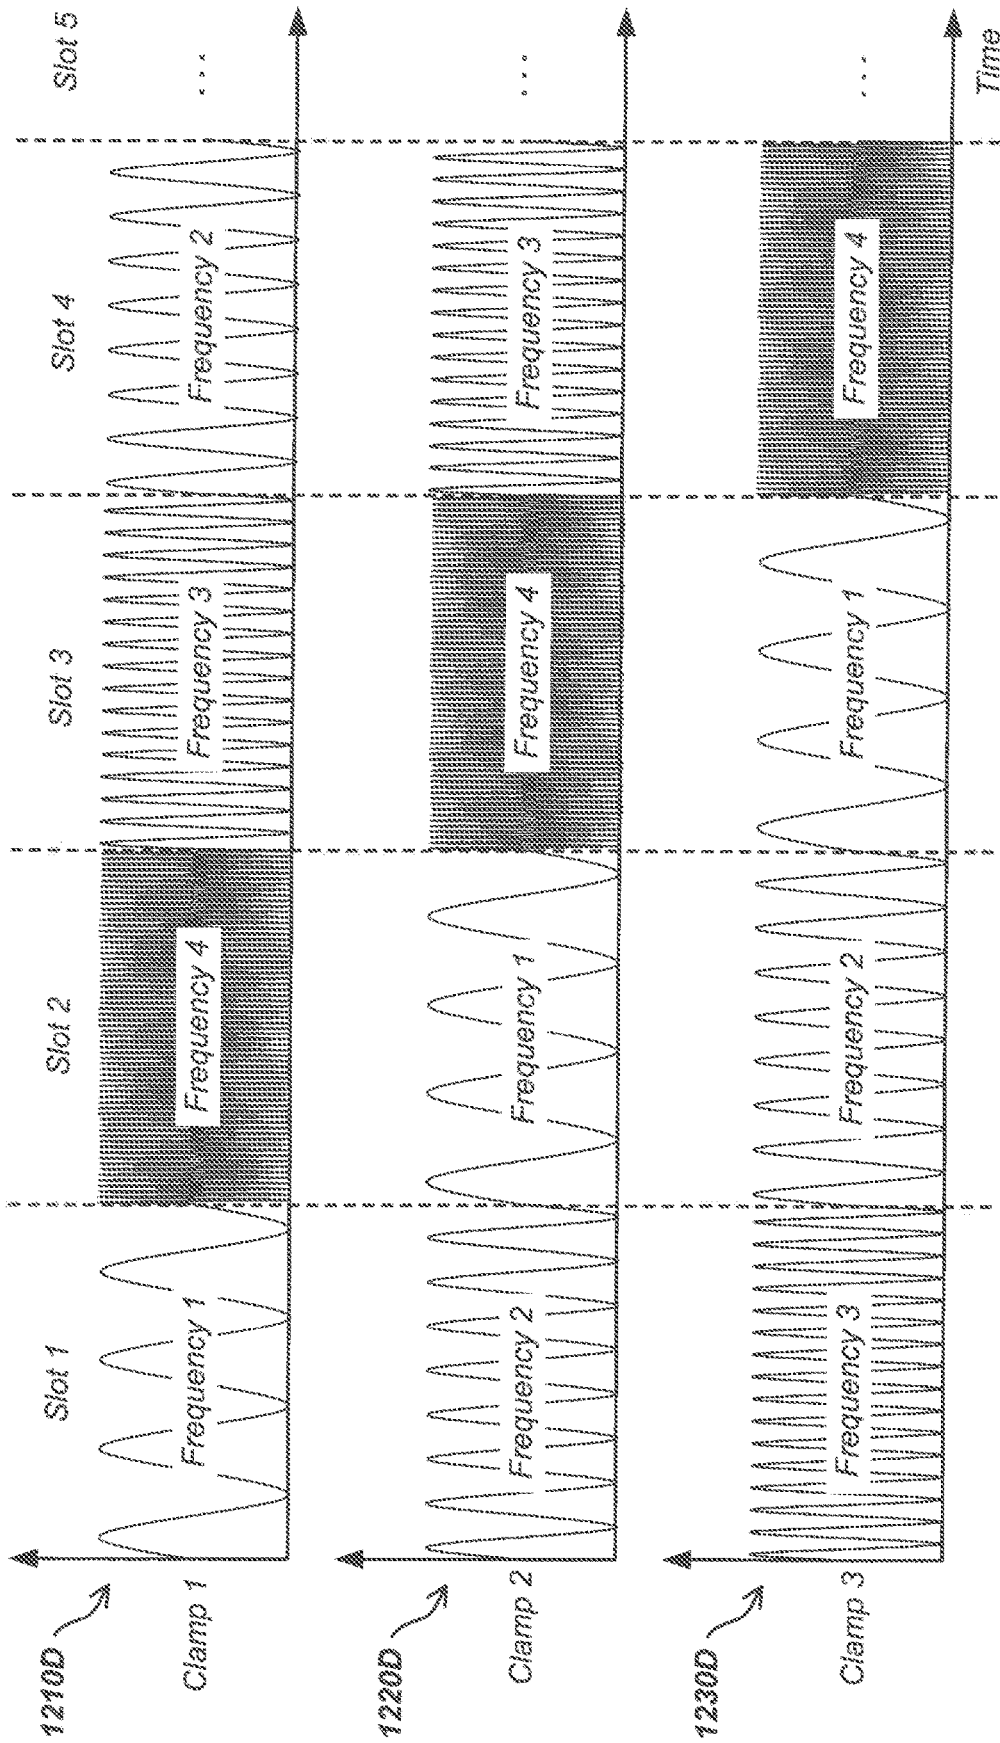 Slot 1
Slot 2
Slot 3
Slot 4
Slot 5
1210D
Clamp 1
Frequency 1
Frequency 4
Frequency 3
Frequency 2
...
1220D
Clamp 2
Frequency 2
Frequency 1
Frequency 4
Frequency 3
...
1230D
Clamp 3
Frequency 3
Frequency 2
Frequency 1
Frequency 4
...
Time